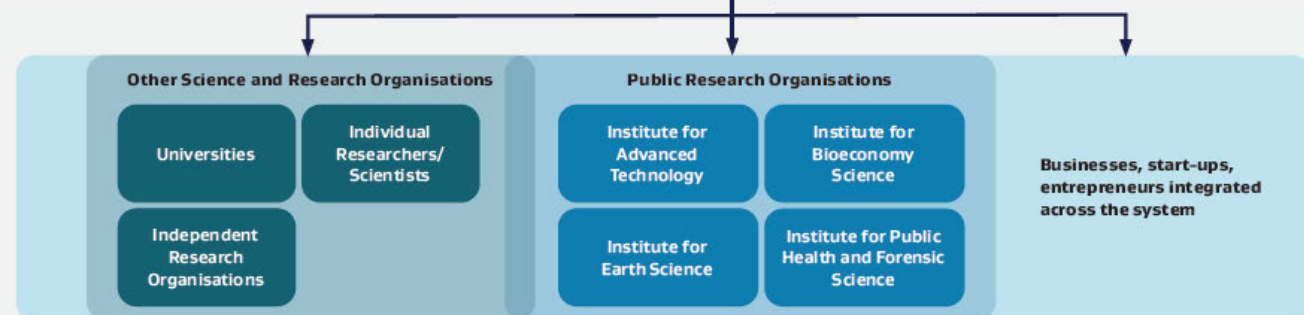 Other Science and Research Organisations
Universities
Individual
Researchers/
Scientists
Independent
Research
Organisations
Public Research Organisations
Institute for
Advanced
Technology
Institute for
Bioeconomy
Science
Institute for
Earth Science
Institute for Public
Health and Forensic
Science
Businesses, start-ups,
entrepreneurs integrated
across the system